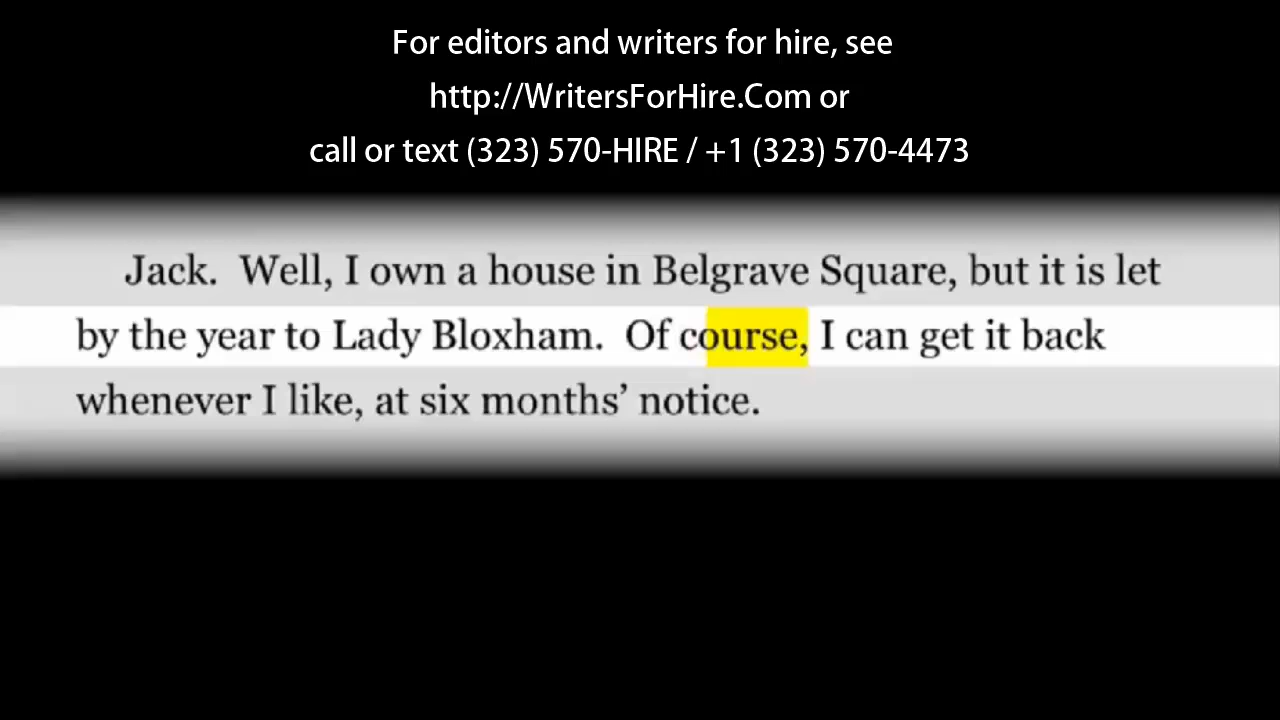 For editors and writers for hire, see
http://WritersForHire.Com or
call or text (323) 570-HIRE / +1 (323) 570-4473
Jack.  Well, I own a house in Belgrave Square, but it is let
by the year to Lady Bloxham.  Of course, I can get it back
whenever I like, at six months’ notice.